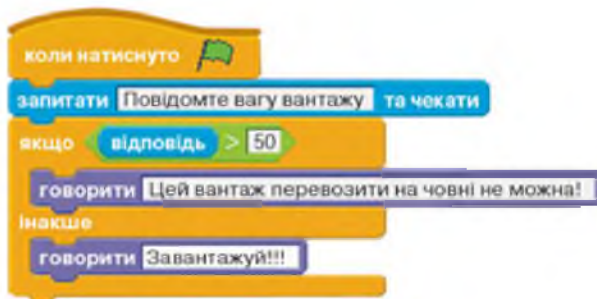 коли натиснуто
запитати Повідомте вагу вантажу та чекати
якщо відповідь > 50
говорити Цей вантаж перевозити на човні не можна!
інакше
говорити Завантажуй!!!